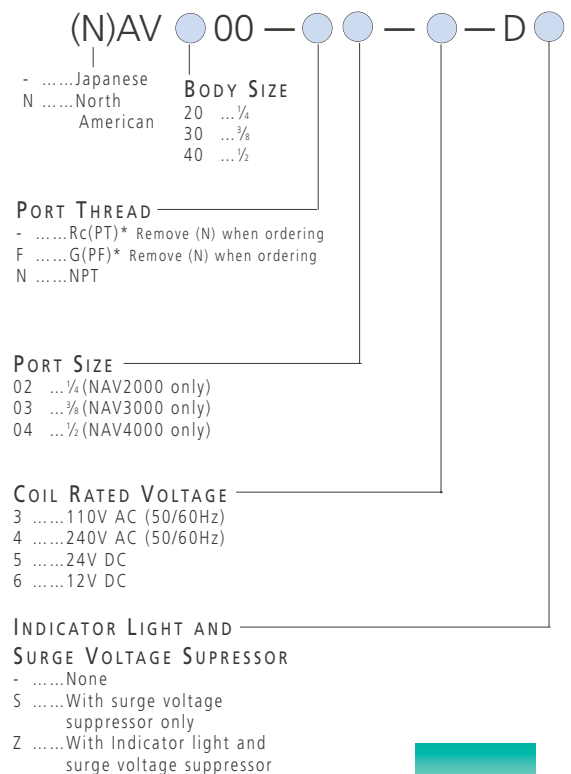 (N)AV 00 — — — D
- ……Japanese
N ……North
American
BODY SIZE
20 …¼
30 …⅜
40 …½
PORT THREAD
- ……Rc(PT)* Remove (N) when ordering
F ……G(PF)* Remove (N) when ordering
N ……NPT
PORT SIZE
02 …¼(NAV2000 only)
03 …⅜(NAV3000 only)
04 …½(NAV4000 only)
COIL RATED VOLTAGE
3 ……110V AC (50/60Hz)
4 ……240V AC (50/60Hz)
5 ……24V DC
6 ……12V DC
INDICATOR LIGHT AND
SURGE VOLTAGE SUPRESSOR
- ……None
S ……With surge voltage
suppressor only
Z ……With Indicator light and
surge voltage suppressor